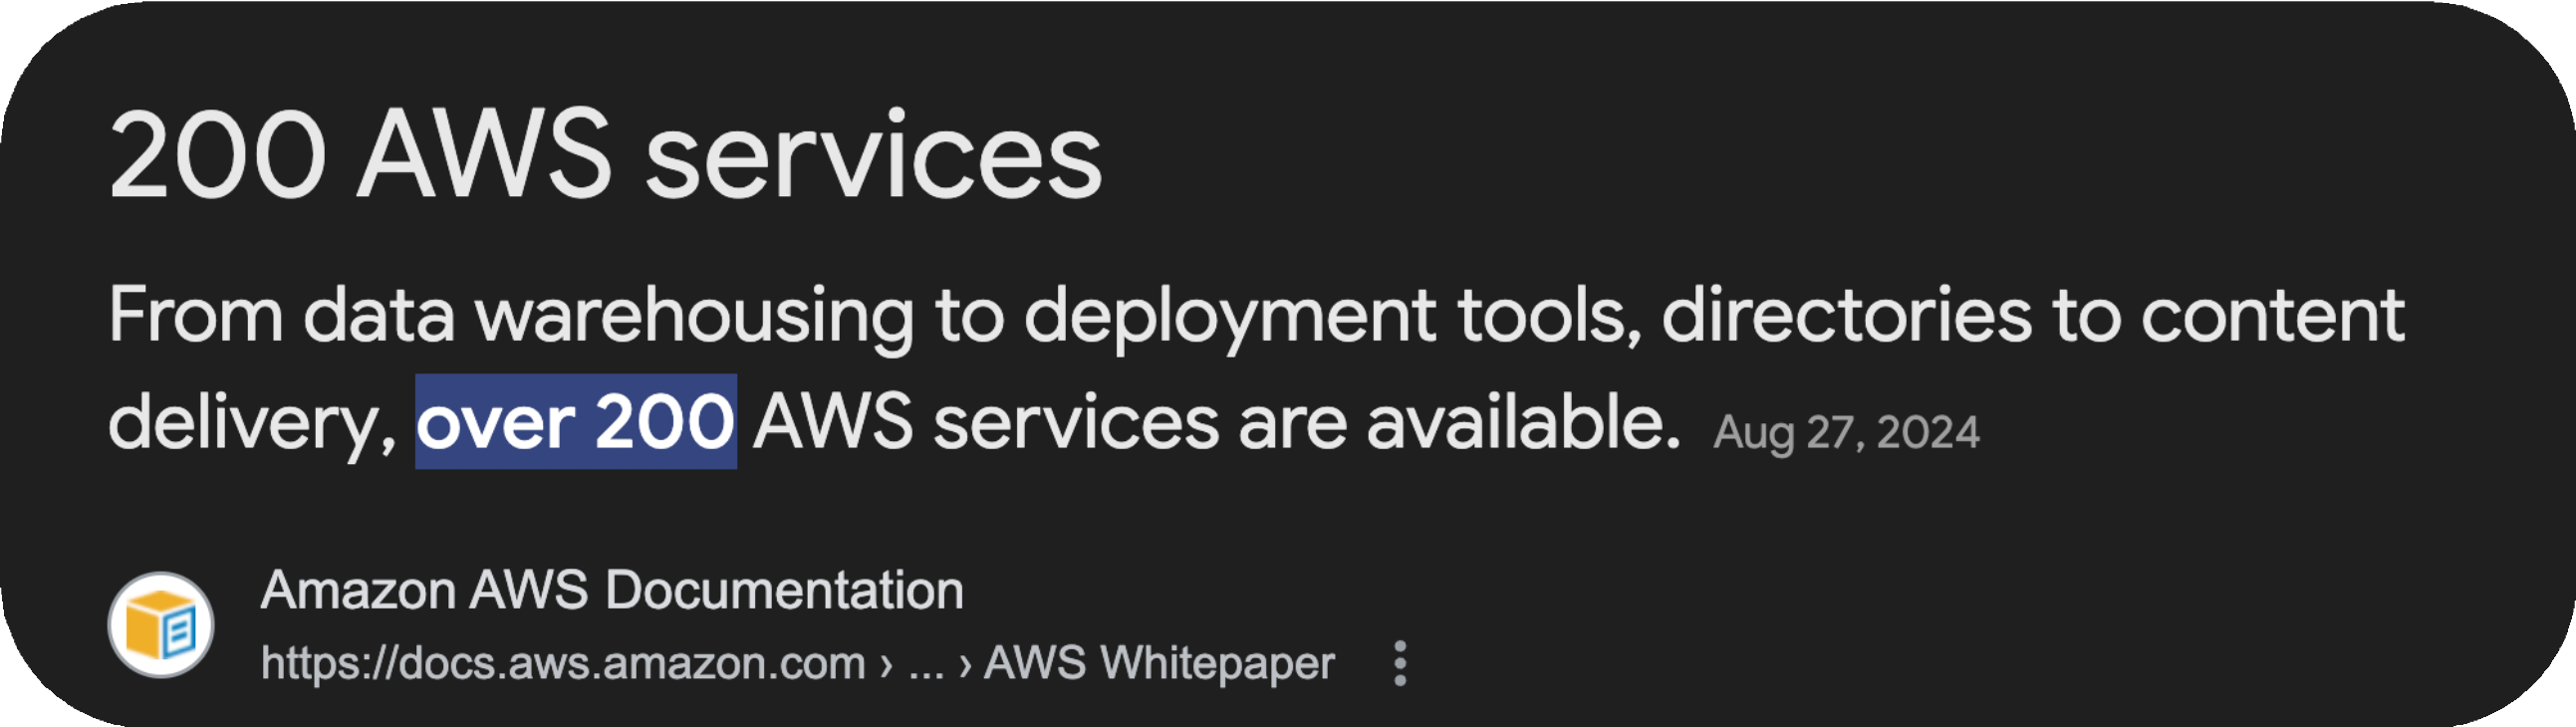 200 AWS services
From data warehousing to deployment tools, directories to content
delivery, over 200 AWS services are available. Aug 27, 2024
Amazon AWS Documentation
https://docs.aws.amazon.com › ... › AWS Whitepaper